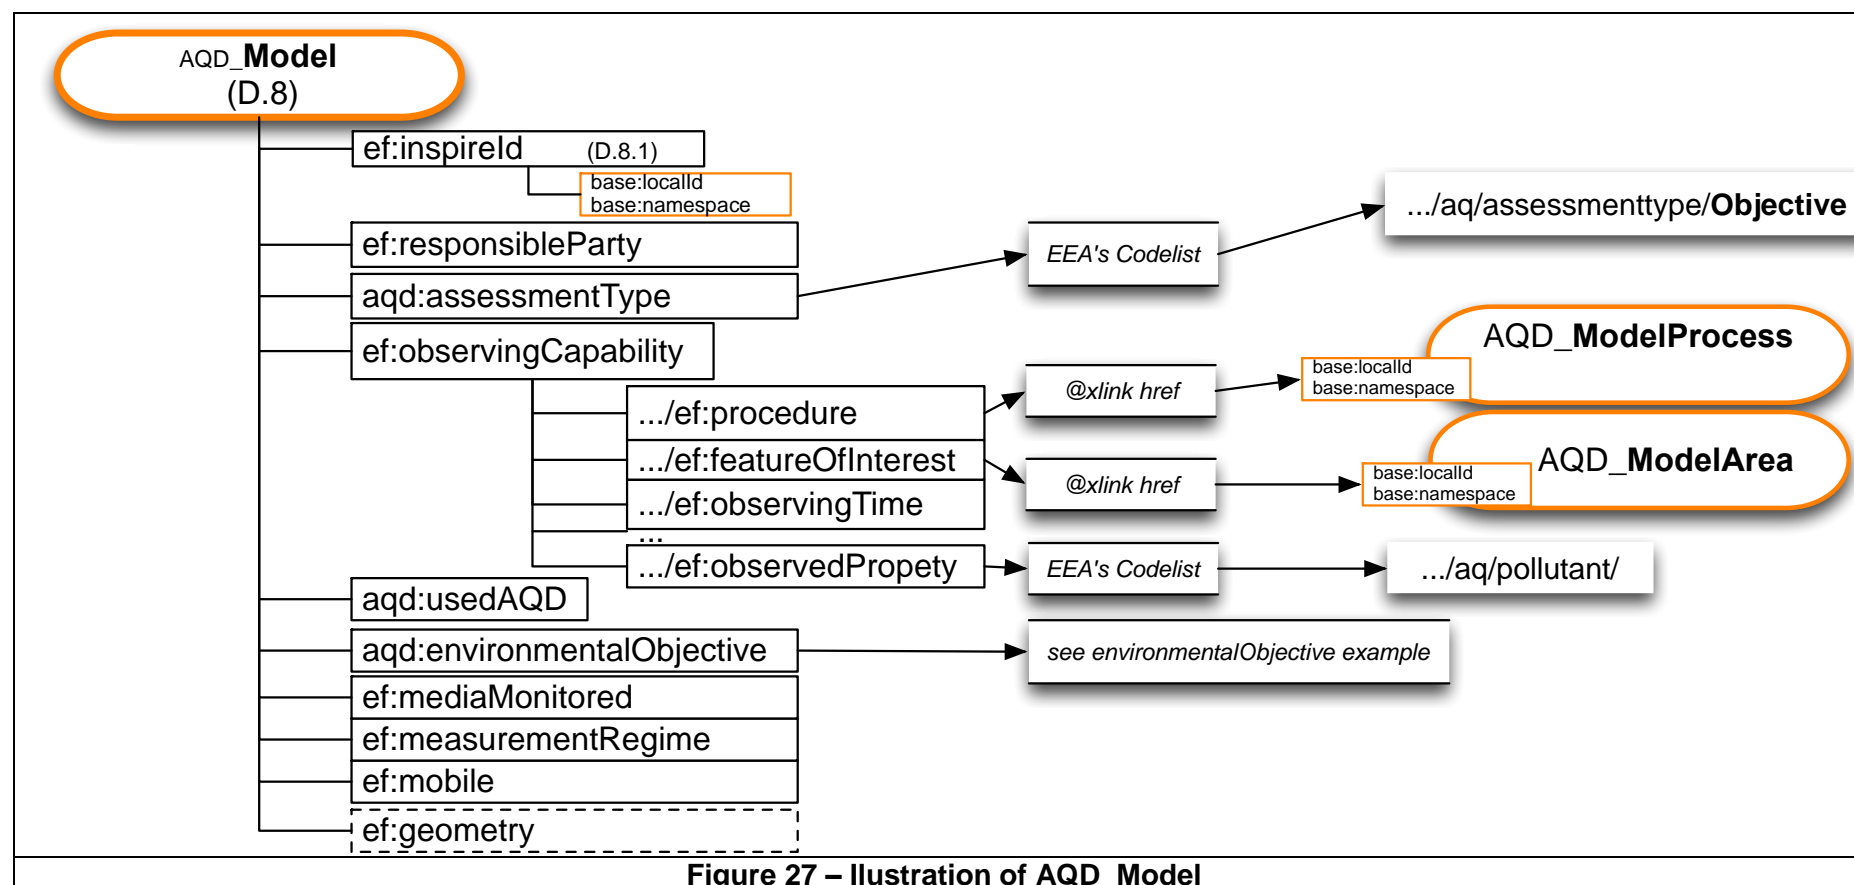 AQD_Model
(D.8)
ef:inspireId (D.8.1)
base:localId
base:namespace
ef:responsibleParty
aqd:assessmentType
EEA's Codelist
.../aq/assessmenttype/Objective
ef:observingCapability
.../ef:procedure
@xlink href
base:localId
base:namespace
AQD_ModelProcess
.../ef:featureOfInterest
@xlink href
base:localId
base:namespace
AQD_ModelArea
.../ef:observingTime
...
.../ef:observedPropety
EEA's Codelist
.../aq/pollutant/
aqd:usedAQD
aqd:environmentalObjective
see environmentalObjective example
ef:mediaMonitored
ef:measurementRegime
ef:mobile
ef:geometry
Figure 27 – Ilustration of AQD_Model